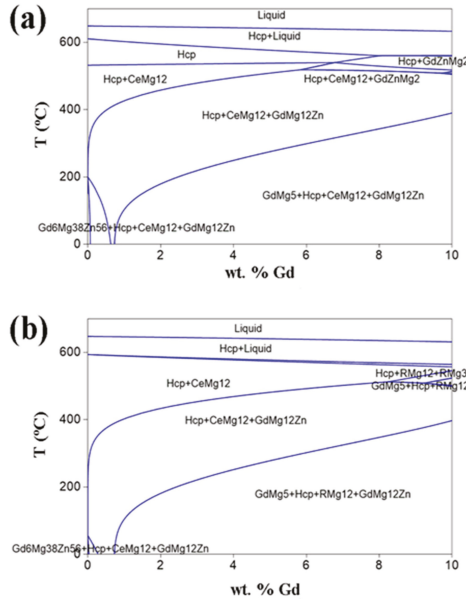 (a)
Liquid
Hcp+Liquid
Hcp
Hcp+GdZnMg2
Hcp+CeMg12
Hcp+CeMg12+GdZnMg2
Hcp+CeMg12+GdMg12Zn
GdMg5+Hcp+CeMg12+GdMg12Zn
Gd6Mg38Zn56+Hcp+CeMg12+GdMg12Zn
T (ºC)
600
400
200
0
0 2 4 6 8 10
wt. % Gd
(b)
Liquid
Hcp+Liquid
Hcp+RMg12+RMg3
Hcp+CeMg12
GdMg5+Hcp+RMg12
Hcp+CeMg12+GdMg12Zn
GdMg5+Hcp+RMg12+GdMg12Zn
Gd6Mg38Zn56+Hcp+CeMg12+GdMg12Zn
T (ºC)
600
400
200
0
0 2 4 6 8 10
wt. % Gd